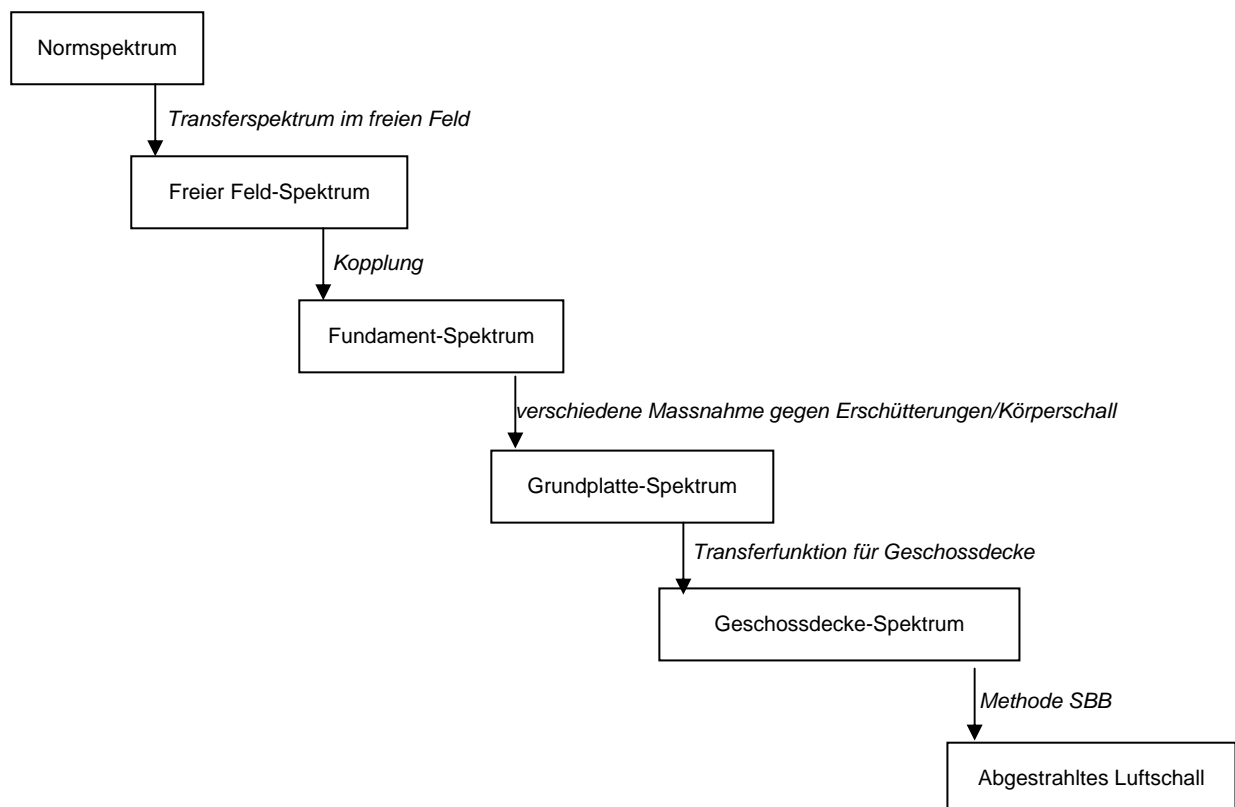 Normspektrum
Transferspektrum im freien Feld
Freier Feld-Spektrum
Kopplung
Fundament-Spektrum
verschiedene Massnahme gegen Erschütterungen/Körperschall
Grundplatte-Spektrum
Transferfunktion für Geschossdecke
Geschossdecke-Spektrum
Methode SBB
Abgestrahltes Luftschall